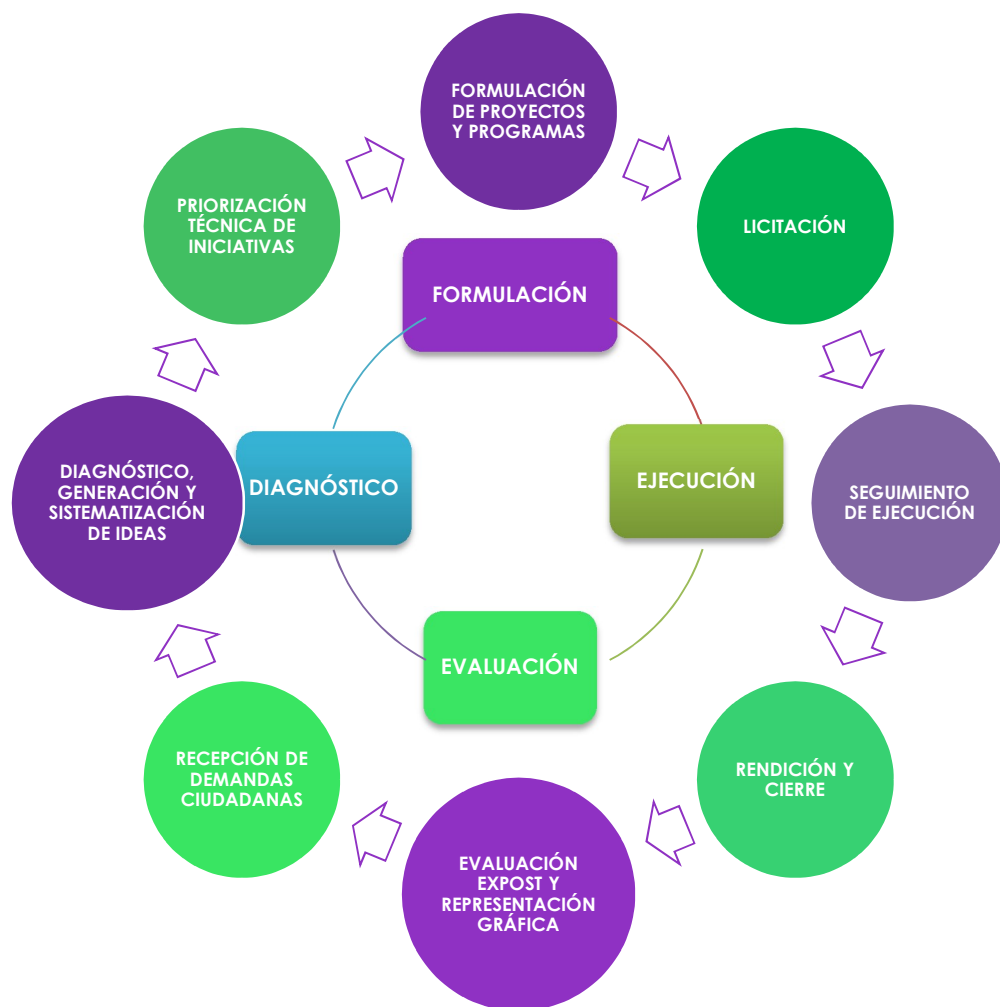 FORMULACIÓN
DE PROYECTOS
Y PROGRAMAS
PRIORIZACIÓN
TÉCNICA DE
INICIATIVAS
LICITACIÓN
FORMULACIÓN
DIAGNÓSTICO,
GENERACIÓN Y
SISTEMATIZACIÓN
DE IDEAS
DIAGNÓSTICO
EJECUCIÓN
SEGUIMIENTO
DE EJECUCIÓN
EVALUACIÓN
RECEPCIÓN DE
DEMANDAS
CIUDADANAS
RENDICIÓN Y
CIERRE
EVALUACIÓN
EXPOST Y
REPRESENTACIÓN
GRÁFICA